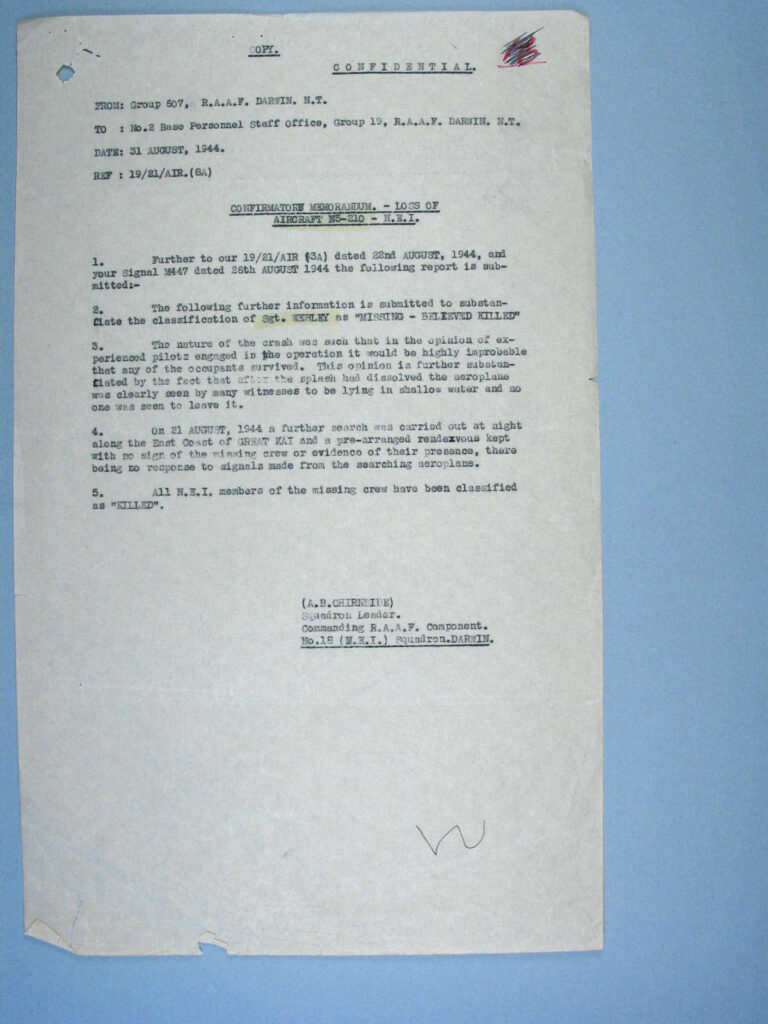 COPY.
CONFIDENTIAL.
FROM: Group 507, R.A.A.F. DARWIN. N.T.
TO : No.2 Base Personnel Staff Office, Group 19, R.A.A.F. DARWIN. N.T.
DATE: 31 AUGUST, 1944.
REF : 19/21/AIR.(8A)
CONFIRMATORY MEMORANDUM. - LOSS OF
AIRCRAFT N5-210 - N.E.I.
1. Further to our 19/21/AIR (3A) dated 22nd AUGUST, 1944, and
your Signal M447 dated 26th AUGUST 1944 the following report is sub-
mitted:-
2. The following further information is submitted to substan-
tiate the classification of Sgt. WEBLEY as "MISSING - BELIEVED KILLED"
3. The nature of the crash was such that in the opinion of ex-
perienced pilots engaged in the operation it would be highly improbable
that any of the occupants survived. This opinion is further substan-
tiated by the fact that after the splash had dissolved the aeroplane
was clearly seen by many witnesses to be lying in shallow water and no
one was seen to leave it.
4. On 21 AUGUST, 1944 a further search was carried out at night
along the East Coast of GREAT KAI and a pre-arranged rendezvous kept
with no sign of the missing crew or evidence of their presence, there
being no response to signals made from the searching aeroplane.
5. All N.E.I. members of the missing crew have been classified
as "KILLED".
(A.B.CHIRNSIDE)
Squadron Leader.
Commanding R.A.A.F. Component.
No.18 (N.E.I.) Squadron.DARWIN.